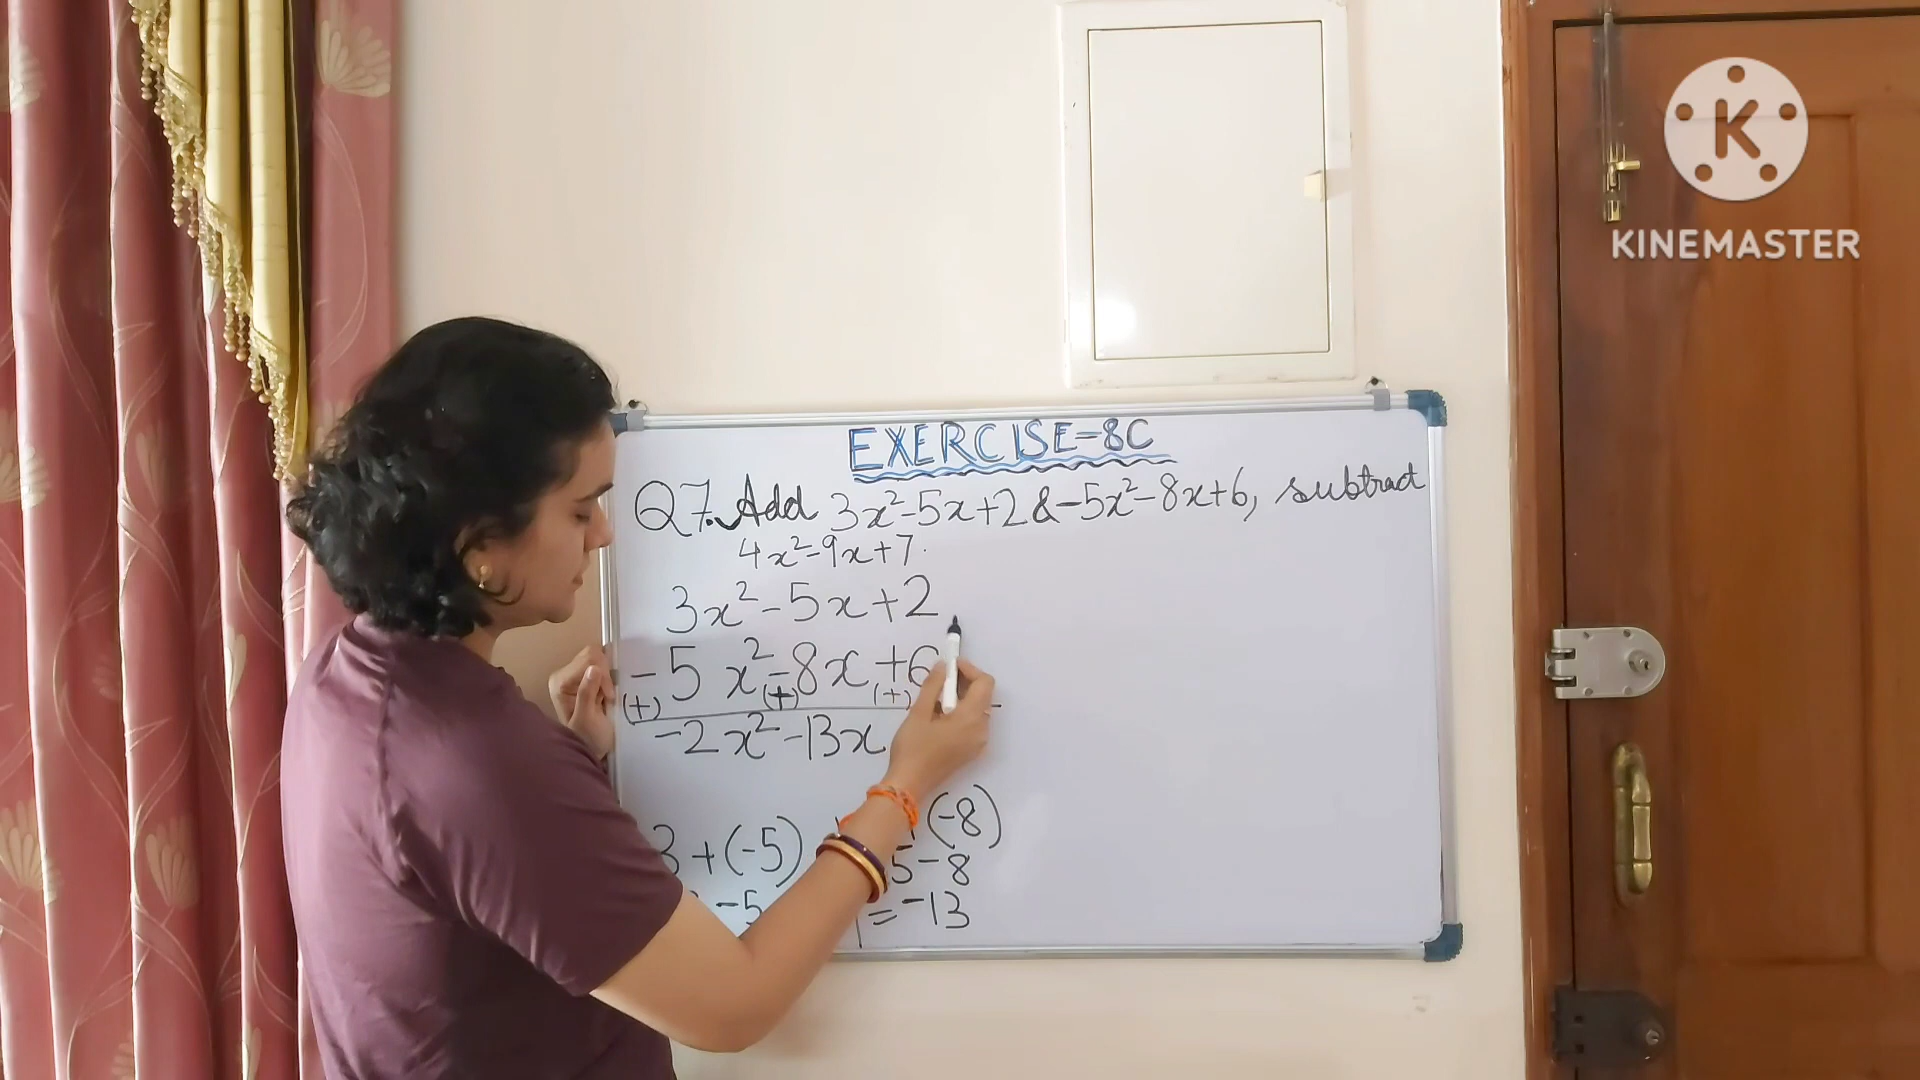 EXERCISE-8C
Q7. Add 3x²-5x+2 & -5x²-8x+6, subtract
4x²-9x+7.
3x²-5x+2
-5x²-8x+6
(+) (+) (+)
-2x²-13x
3+(-5)
(-8)
-5
5-8
=-13
K
KINEMASTER